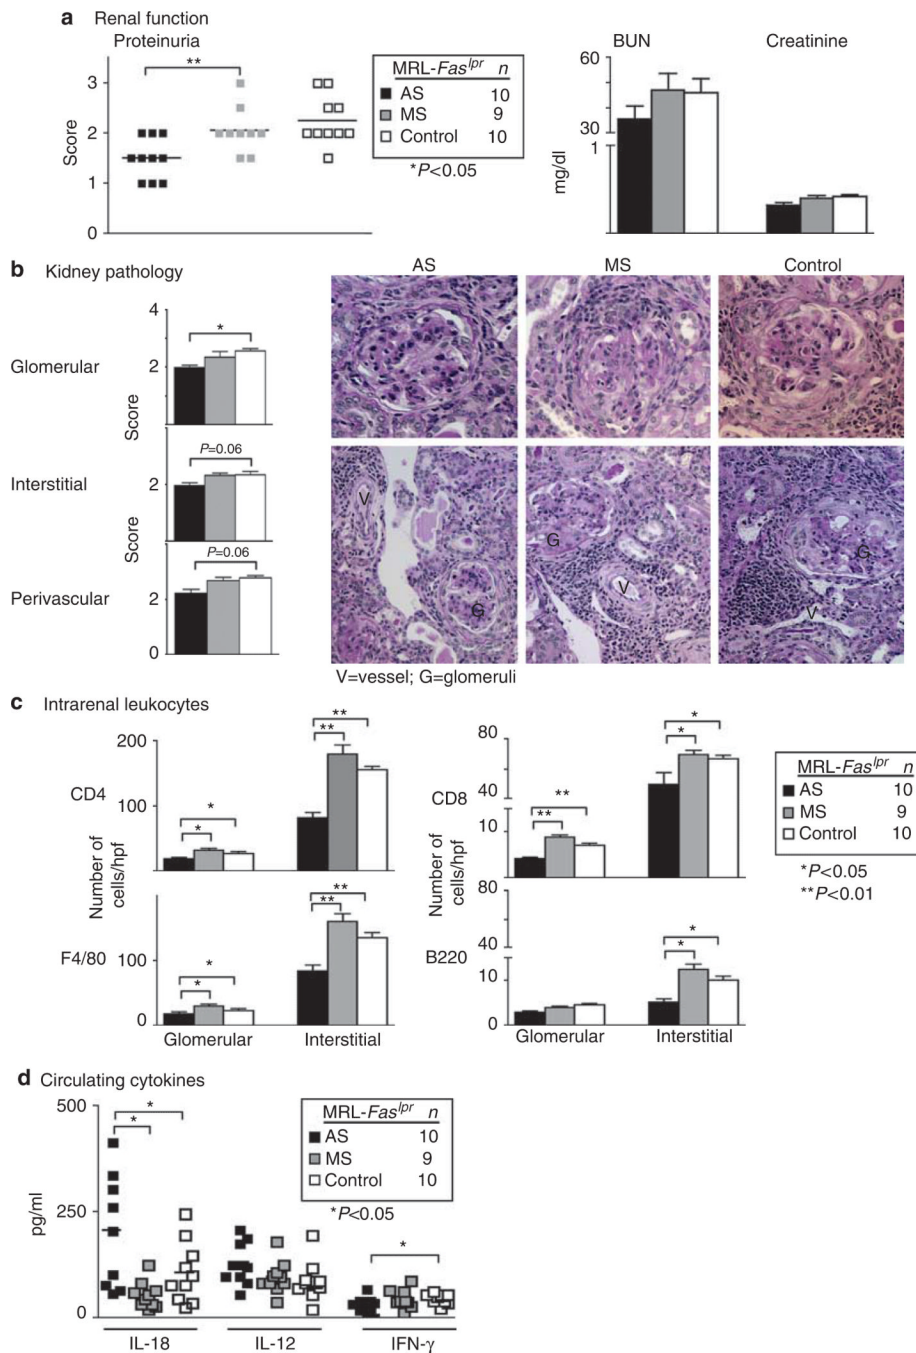 a Renal function
Proteinuria
**
3
2
1
0
Score
MRL-Fas^lpr n
AS 10
MS 9
Control 10
*P<0.05
BUN Creatinine
60
30
1
mg/dl
b Kidney pathology
AS MS Control
4
*
Glomerular
2
Score
P=0.06
Interstitial
2
Score
P=0.06
Perivascular
2
0
V
G
G
V
G
V
V=vessel; G=glomeruli
c Intrarenal leukocytes
200
CD4
100
* *
** **
Number of
cells/hpf
F4/80
100
0
* *
** **
Glomerular Interstitial
80
40
CD8
10
** **
* *
Number of
cells/hpf
80
40
B220
10
0
* *
Glomerular Interstitial
MRL-Fas^lpr n
AS 10
MS 9
Control 10
*P<0.05
**P<0.01
d Circulating cytokines
500
250
0
pg/ml
* *
*
MRL-Fas^lpr n
AS 10
MS 9
Control 10
*P<0.05
IL-18 IL-12 IFN-γ